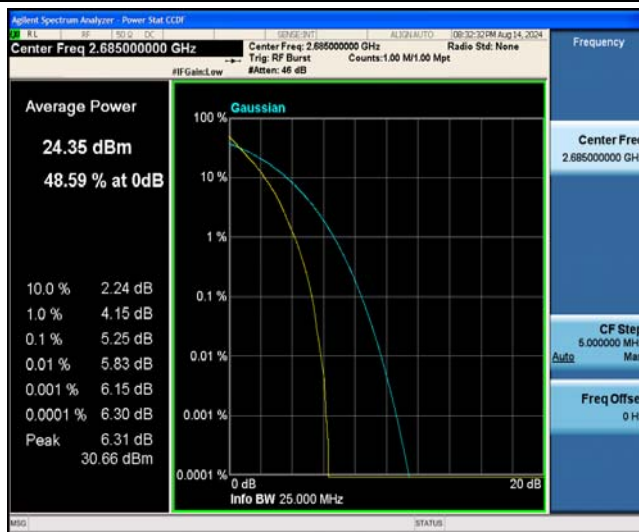 Agilent Spectrum Analyzer - Power Stat CCDF
RL RF 50 Ω DC SENSE:INT ALIGN AUTO 08:32:32 PM Aug 14, 2024
Center Freq 2.685000000 GHz
Center Freq: 2.685000000 GHz Radio Std: None
Trig: RF Burst Counts:1.00 M/1.00 Mpt
#IFGain:Low #Atten: 46 dB
Frequency
Average Power
24.35 dBm
48.59 % at 0dB
10.0 % 2.24 dB
1.0 % 4.15 dB
0.1 % 5.25 dB
0.01 % 5.83 dB
0.001 % 6.15 dB
0.0001 % 6.30 dB
Peak 6.31 dB
30.66 dBm
Gaussian
100 %
10 %
1 %
0.1 %
0.01 %
0.001 %
0.0001 %
0 dB 20 dB
Info BW 25.000 MHz
Center Fre
2.685000000 GH
CF Ste
5.000000 MH
Auto Ma
Freq Offse
0 H
MSG STATUS